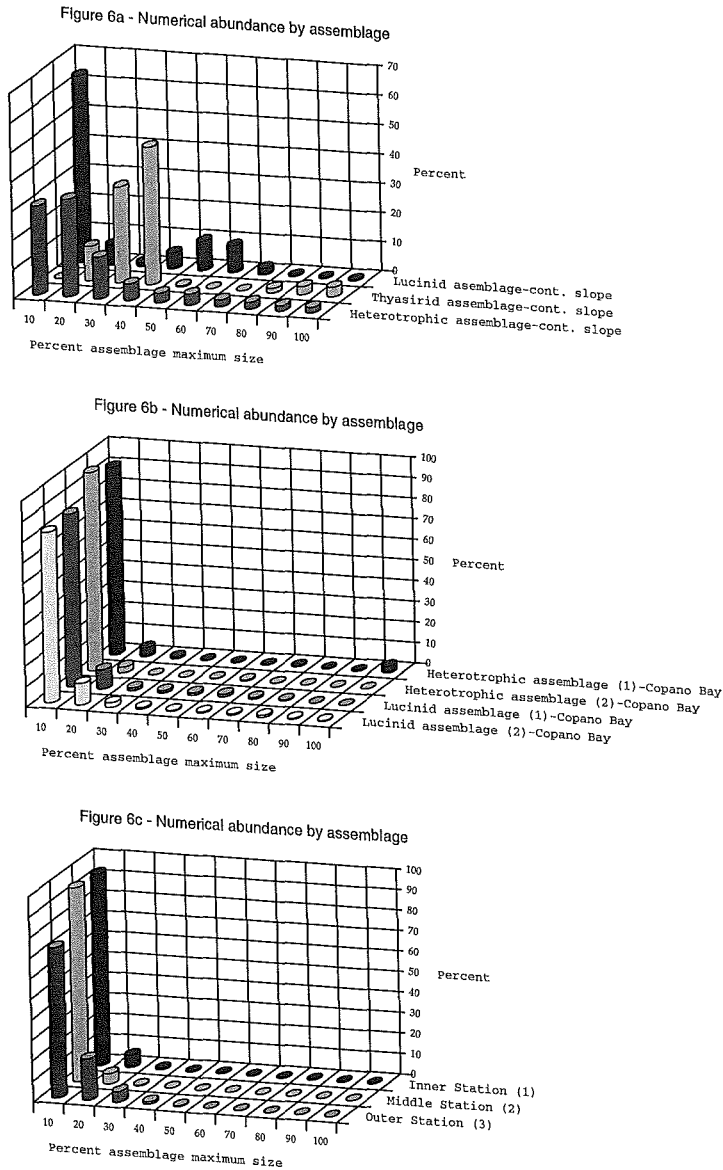 Figure 6a - Numerical abundance by assemblage
70
60
50
40
30
20
10
0
Percent
Lucinid asemblage-cont. slope
Thyasirid assemblage-cont. slope
Heterotrophic assemblage-cont. slope
10 20 30 40 50 60 70 80 90 100
Percent assemblage maximum size
Figure 6b - Numerical abundance by assemblage
100
90
80
70
60
50
40
30
20
10
0
Percent
Heterotrophic assemblage (1)-Copano Bay
Heterotrophic assemblage (2)-Copano Bay
Lucinid assemblage (1)-Copano Bay
Lucinid assemblage (2)-Copano Bay
10 20 30 40 50 60 70 80 90 100
Percent assemblage maximum size
Figure 6c - Numerical abundance by assemblage
100
90
80
70
60
50
40
30
20
10
0
Percent
Inner Station (1)
Middle Station (2)
Outer Station (3)
10 20 30 40 50 60 70 80 90 100
Percent assemblage maximum size